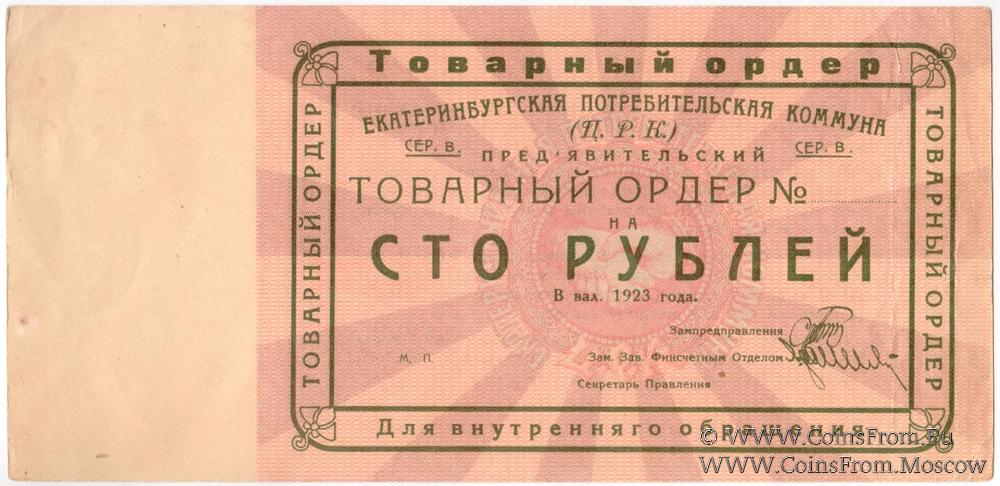 Товарный ордер
ТОВАРНЫЙ ОРДЕР
ЕКАТЕРИНБУРГСКАЯ ПОТРЕБИТЕЛЬСКАЯ КОММУНА
(Ц. Р. К.)
СЕР. В.
СЕР. В.
ПРЕД'ЯВИТЕЛЬСКИЙ
ТОВАРНЫЙ ОРДЕР №
НА
СТО РУБЛЕЙ
В вал. 1923 года.
Зампредправления
М. П.
Зам. Зав. Финсчетным Отделом
Секретарь Правления
ТОВАРНЫЙ ОРДЕР
Для внутренняго обращения
© WWW.CoinsFrom.Ru
WWW.CoinsFrom.Moscow